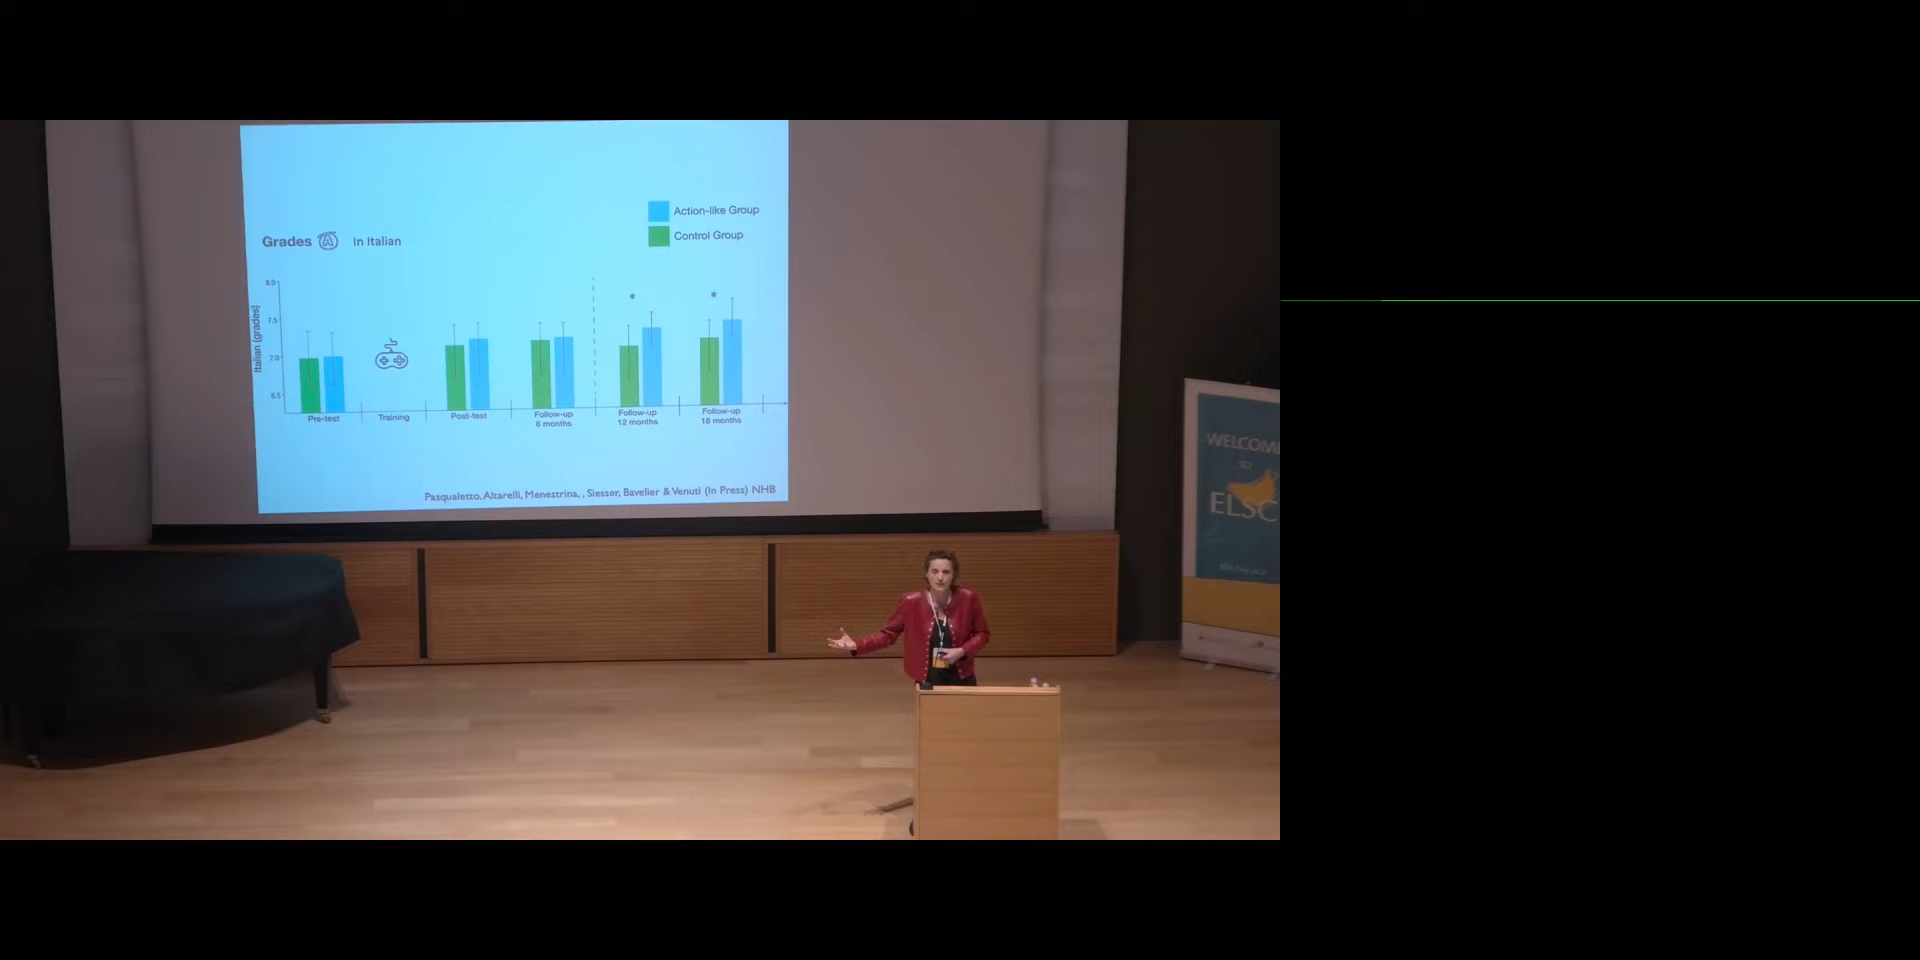 Action-like Group
Control Group
Grades In Italian
Italian (grades)
8.0
7.5
7.0
6.5
*
*
Pre-test
Training
Post-test
Follow-up
6 months
Follow-up
12 months
Follow-up
18 months
Pasqualetto, Altarelli, Menestrina, , Siesser, Bavelier & Venuti (In Press) NHB
WELCOM
TO
ELSC